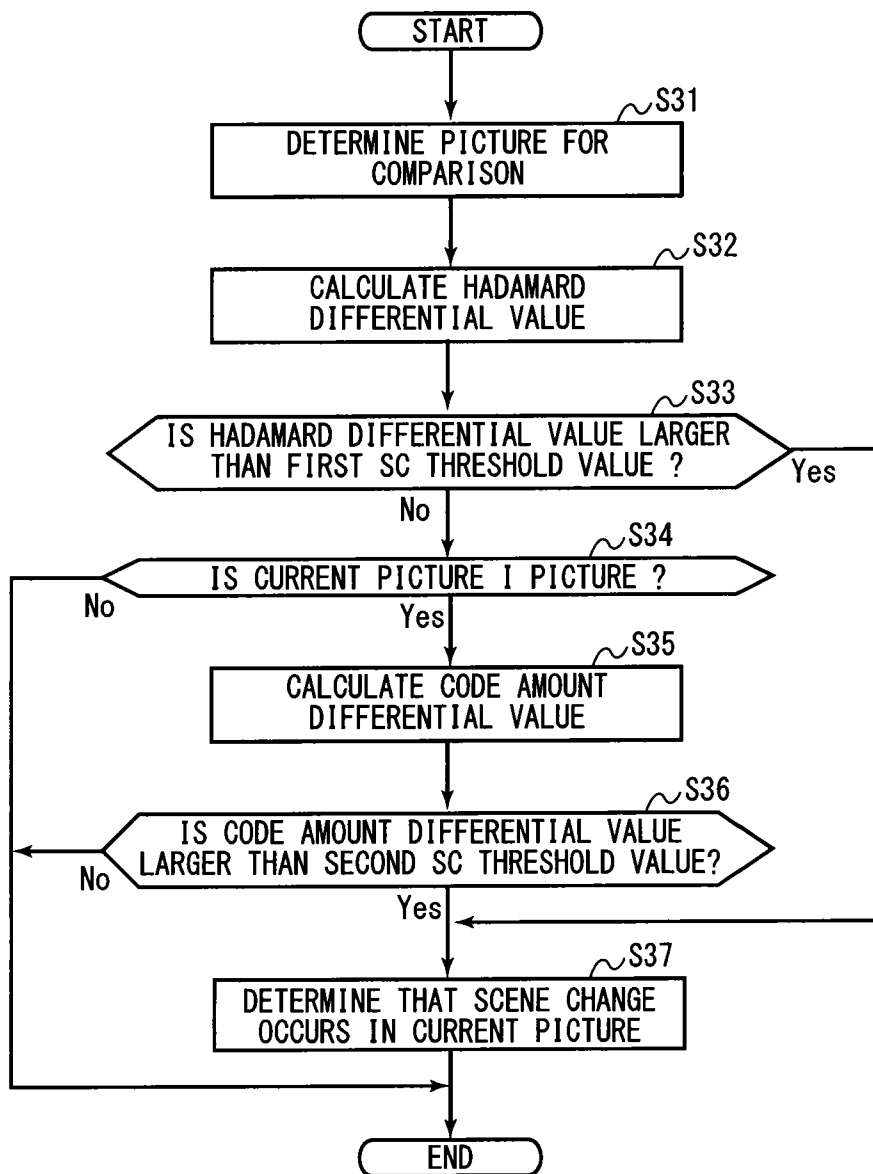 START
S31
DETERMINE PICTURE FOR
COMPARISON
S32
CALCULATE HADAMARD
DIFFERENTIAL VALUE
S33
IS HADAMARD DIFFERENTIAL VALUE LARGER
THAN FIRST SC THRESHOLD VALUE ?
Yes
No
S34
IS CURRENT PICTURE I PICTURE ?
No
Yes
S35
CALCULATE CODE AMOUNT
DIFFERENTIAL VALUE
S36
IS CODE AMOUNT DIFFERENTIAL VALUE
LARGER THAN SECOND SC THRESHOLD VALUE?
No
Yes
S37
DETERMINE THAT SCENE CHANGE
OCCURS IN CURRENT PICTURE
END